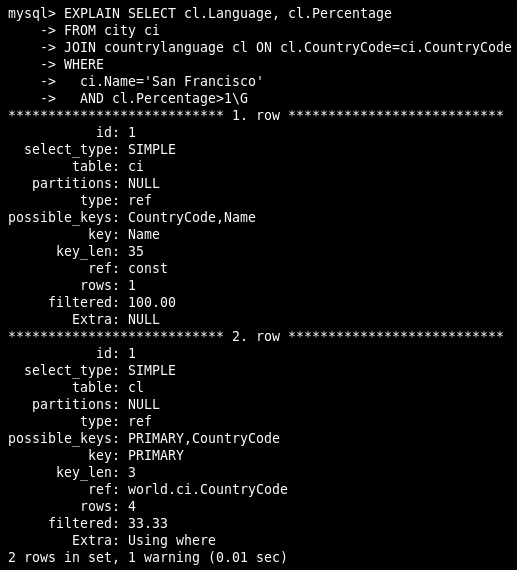 mysql> EXPLAIN SELECT cl.Language, cl.Percentage
    -> FROM city ci
    -> JOIN countrylanguage cl ON cl.CountryCode=ci.CountryCode
    -> WHERE
    ->   ci.Name='San Francisco'
    ->   AND cl.Percentage>1\G
*************************** 1. row ***************************
           id: 1
  select_type: SIMPLE
        table: ci
   partitions: NULL
         type: ref
possible_keys: CountryCode,Name
          key: Name
      key_len: 35
          ref: const
         rows: 1
     filtered: 100.00
        Extra: NULL
*************************** 2. row ***************************
           id: 1
  select_type: SIMPLE
        table: cl
   partitions: NULL
         type: ref
possible_keys: PRIMARY,CountryCode
          key: PRIMARY
      key_len: 3
          ref: world.ci.CountryCode
         rows: 4
     filtered: 33.33
        Extra: Using where
2 rows in set, 1 warning (0.01 sec)